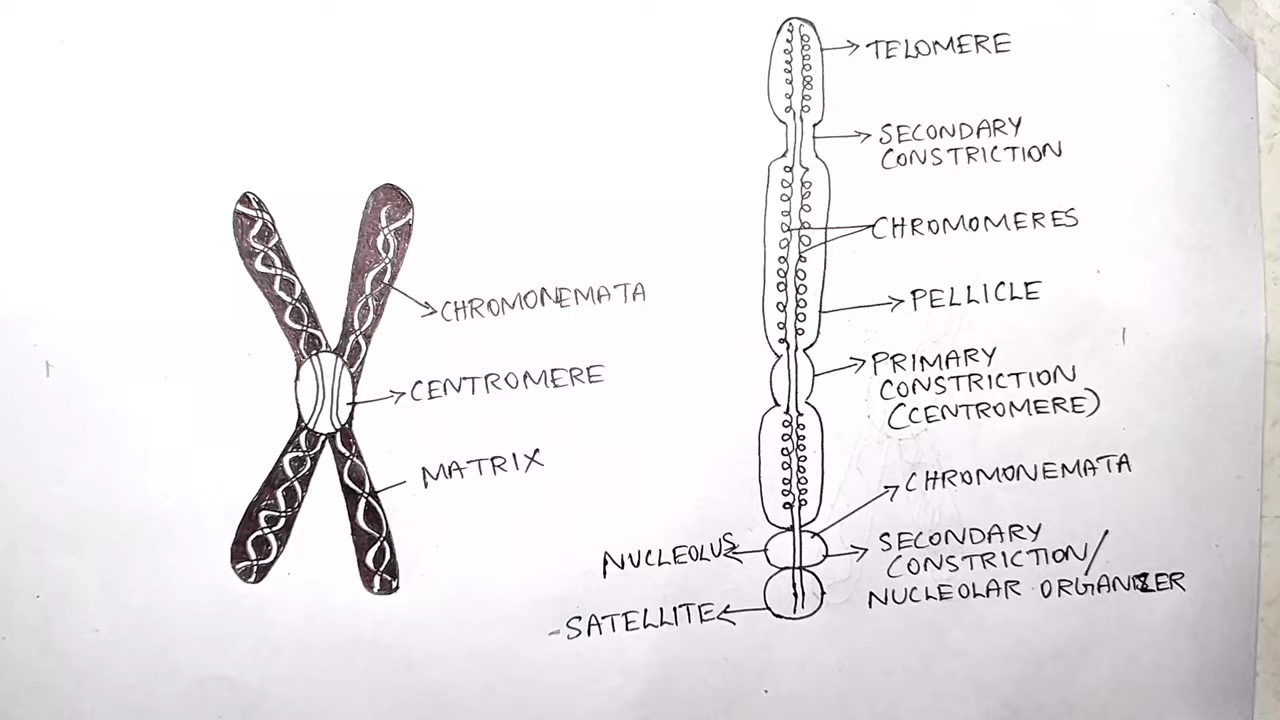 CHROMONEMATA
CENTROMERE
MATRIX
TELOMERE
SECONDARY
CONSTRICTION
CHROMOMERES
PELLICLE
PRIMARY
CONSTRICTION
(CENTROMERE)
CHROMONEMATA
NUCLEOLUS
SECONDARY
CONSTRICTION/
NUCLEOLAR ORGANIZER
SATELLITE